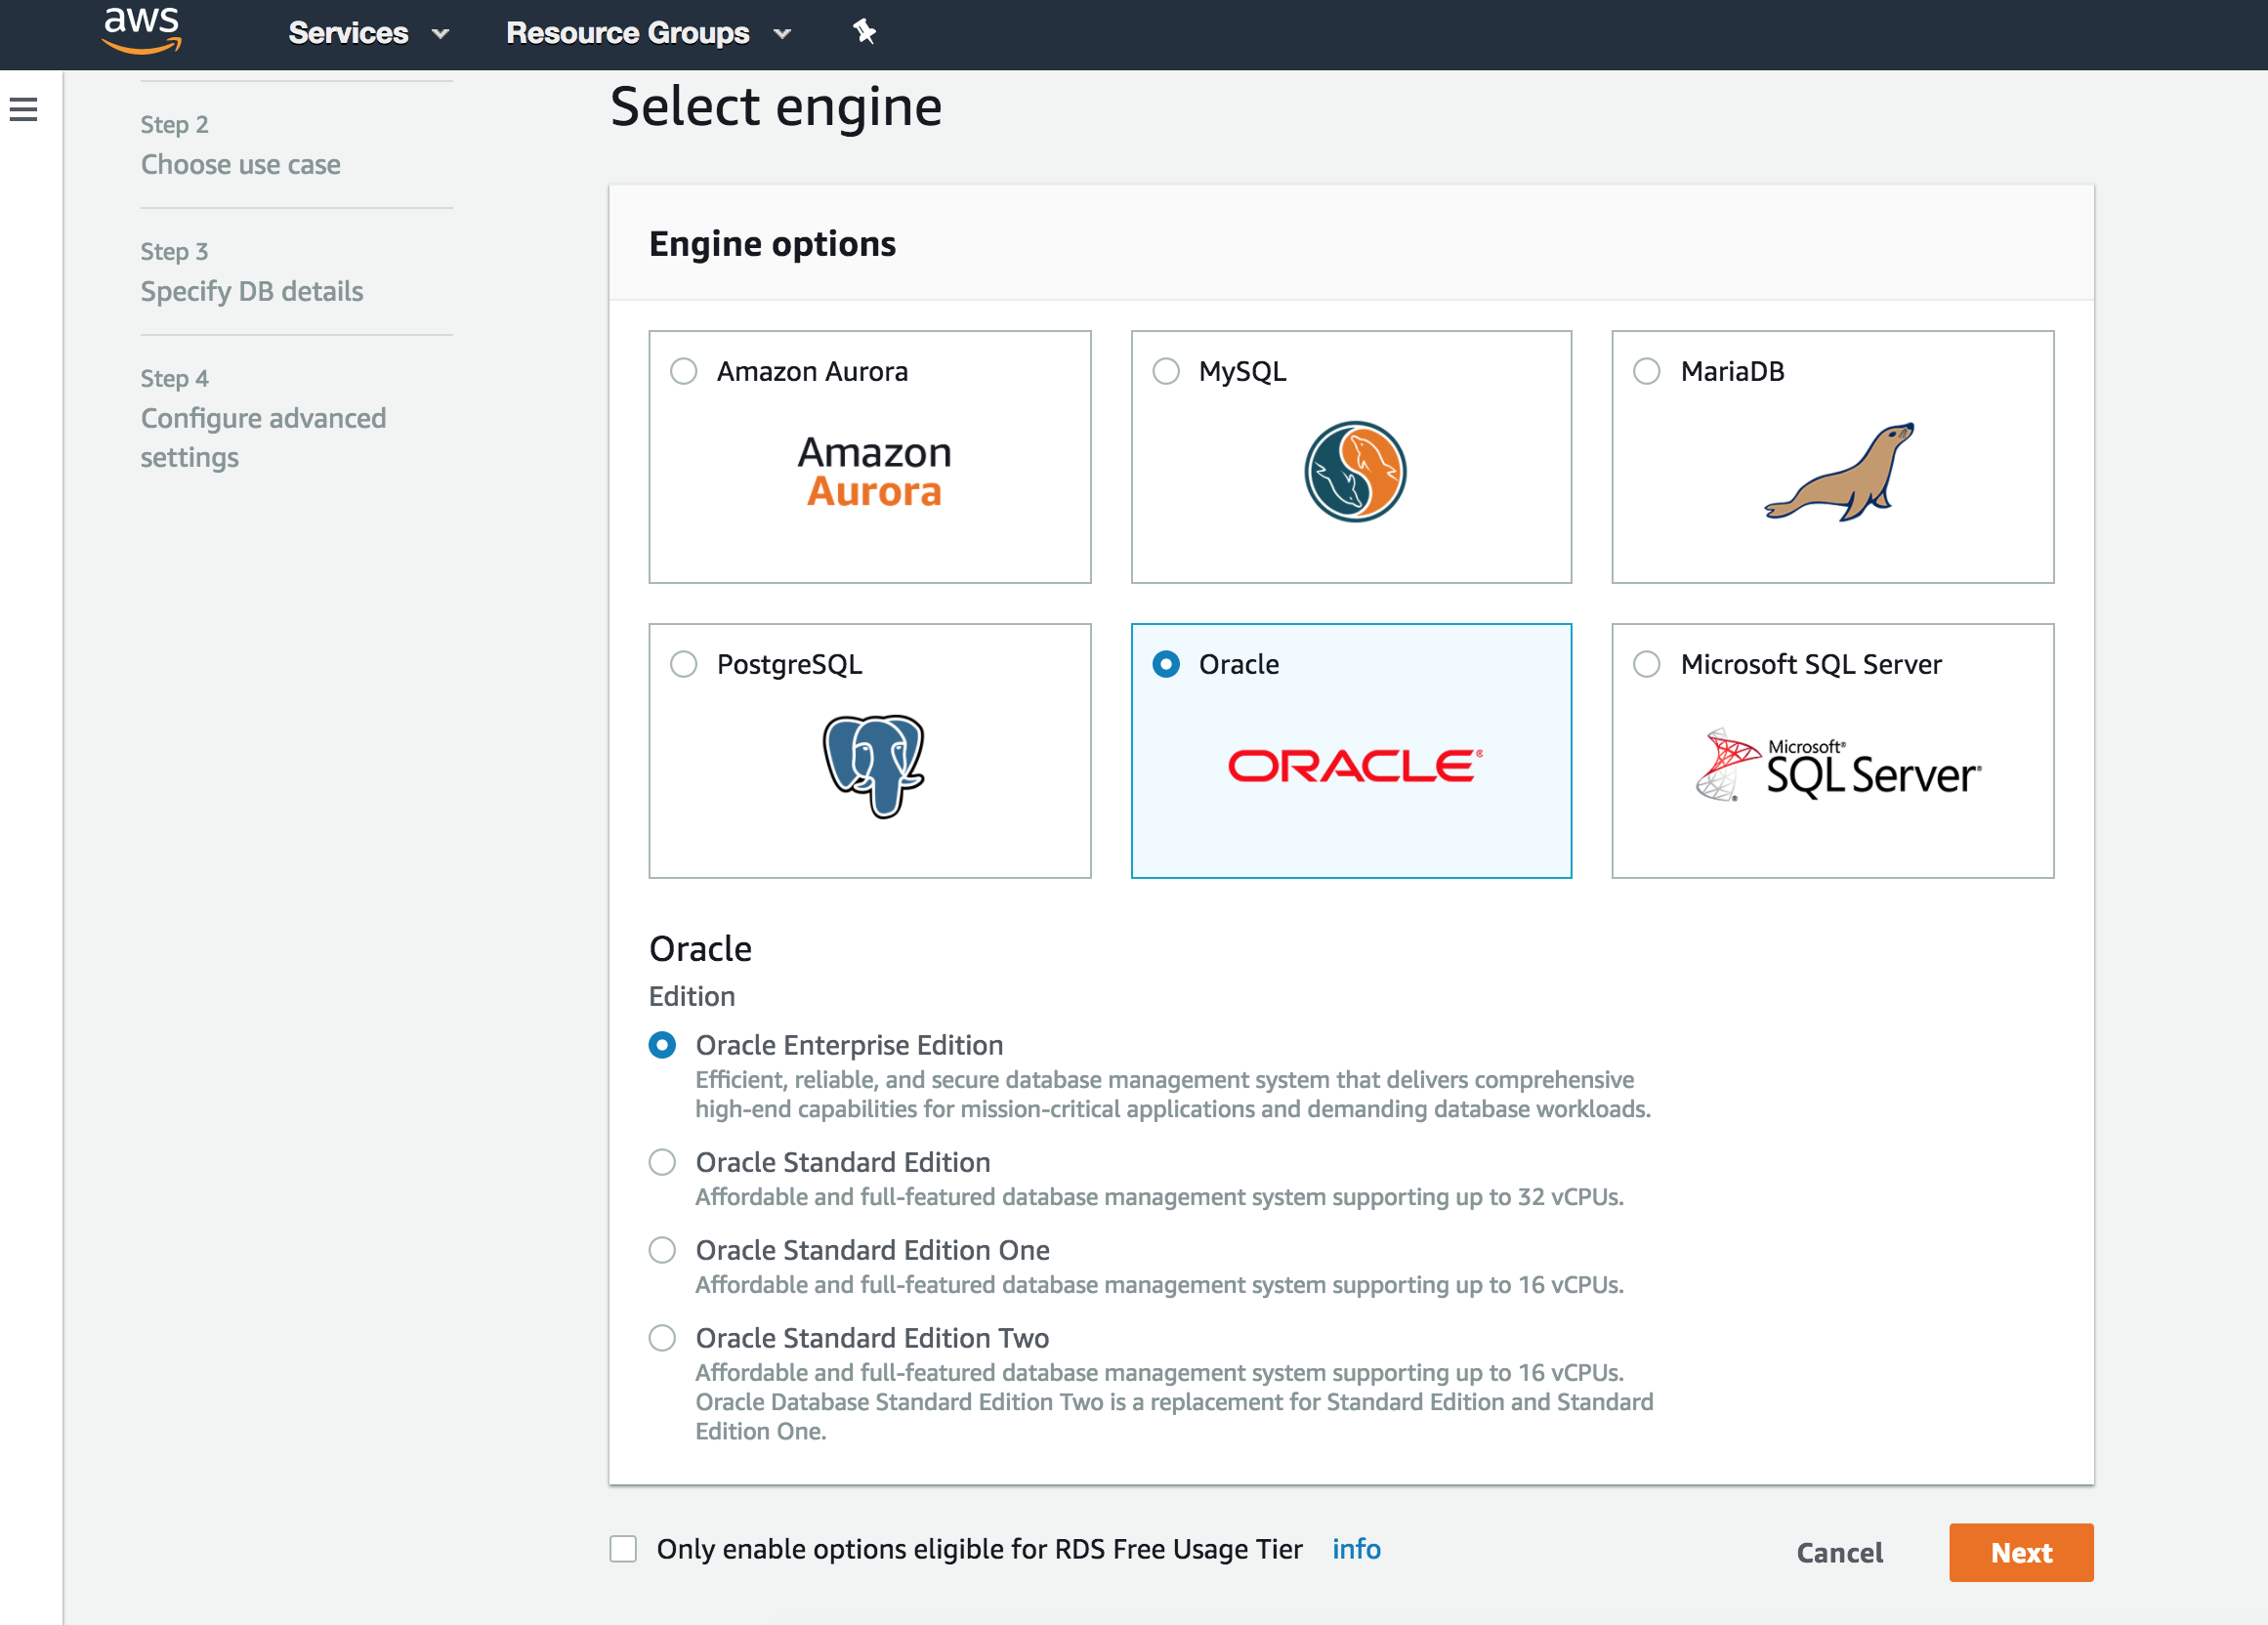 aws
Services
Resource Groups
Step 2
Choose use case
Step 3
Specify DB details
Step 4
Configure advanced
settings
Select engine
Engine options
Amazon Aurora
Amazon
Aurora
MySQL
MariaDB
PostgreSQL
Oracle
ORACLE®
Microsoft SQL Server
Microsoft®
SQL Server®
Oracle
Edition
Oracle Enterprise Edition
Efficient, reliable, and secure database management system that delivers comprehensive
high-end capabilities for mission-critical applications and demanding database workloads.
Oracle Standard Edition
Affordable and full-featured database management system supporting up to 32 vCPUs.
Oracle Standard Edition One
Affordable and full-featured database management system supporting up to 16 vCPUs.
Oracle Standard Edition Two
Affordable and full-featured database management system supporting up to 16 vCPUs.
Oracle Database Standard Edition Two is a replacement for Standard Edition and Standard
Edition One.
Only enable options eligible for RDS Free Usage Tier info
Cancel
Next